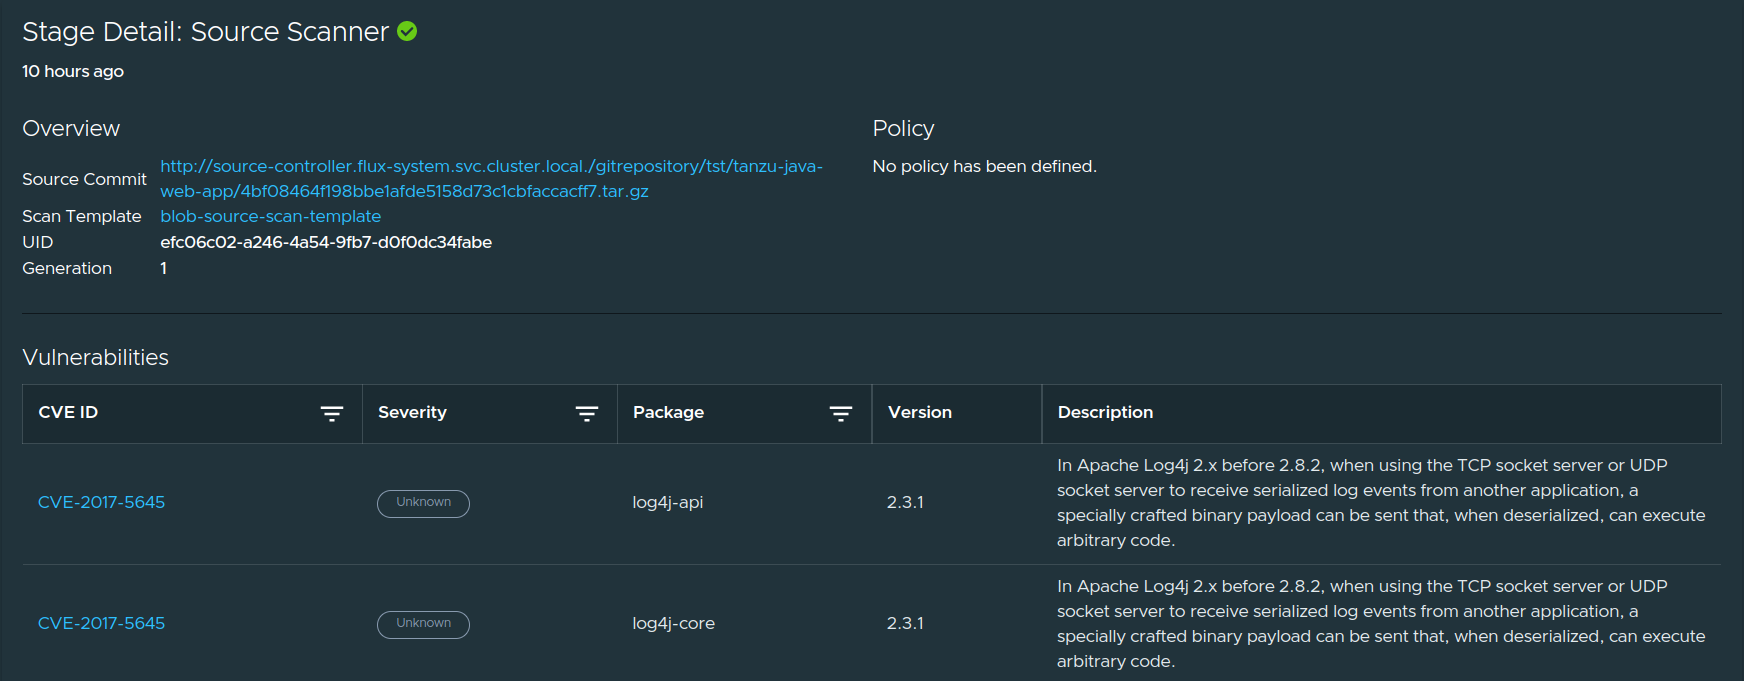 Stage Detail: Source Scanner
10 hours ago
Overview
Source Commit
http://source-controller.flux-system.svc.cluster.local./gitrepository/tst/tanzu-java-
web-app/4bf08464f198bbe1afde5158d73c1cbfaccacff7.tar.gz
Scan Template blob-source-scan-template
UID efc06c02-a246-4a54-9fb7-d0f0dc34fabe
Generation 1
Policy
No policy has been defined.
Vulnerabilities
CVE ID Severity Package Version Description
CVE-2017-5645 Unknown log4j-api 2.3.1
In Apache Log4j 2.x before 2.8.2, when using the TCP socket server or UDP
socket server to receive serialized log events from another application, a
specially crafted binary payload can be sent that, when deserialized, can execute
arbitrary code.
CVE-2017-5645 Unknown log4j-core 2.3.1
In Apache Log4j 2.x before 2.8.2, when using the TCP socket server or UDP
socket server to receive serialized log events from another application, a
specially crafted binary payload can be sent that, when deserialized, can execute
arbitrary code.